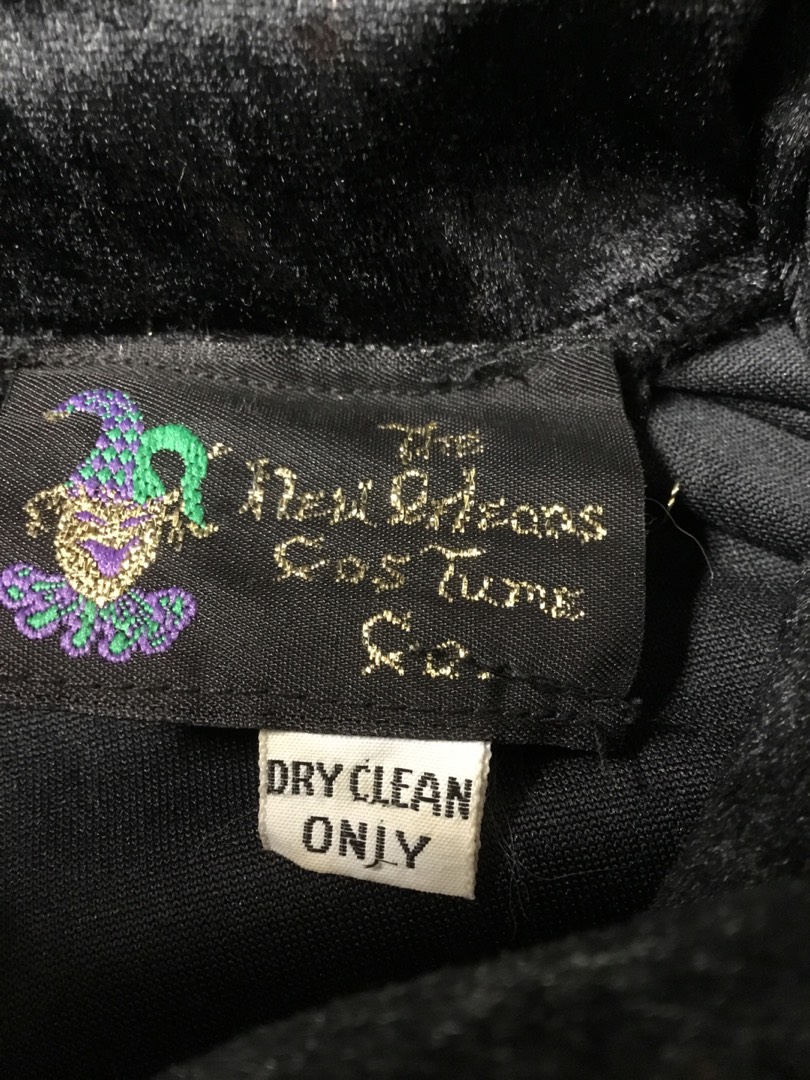 The
New Orleans
Costume
Co.
DRY CLEAN
ONLY